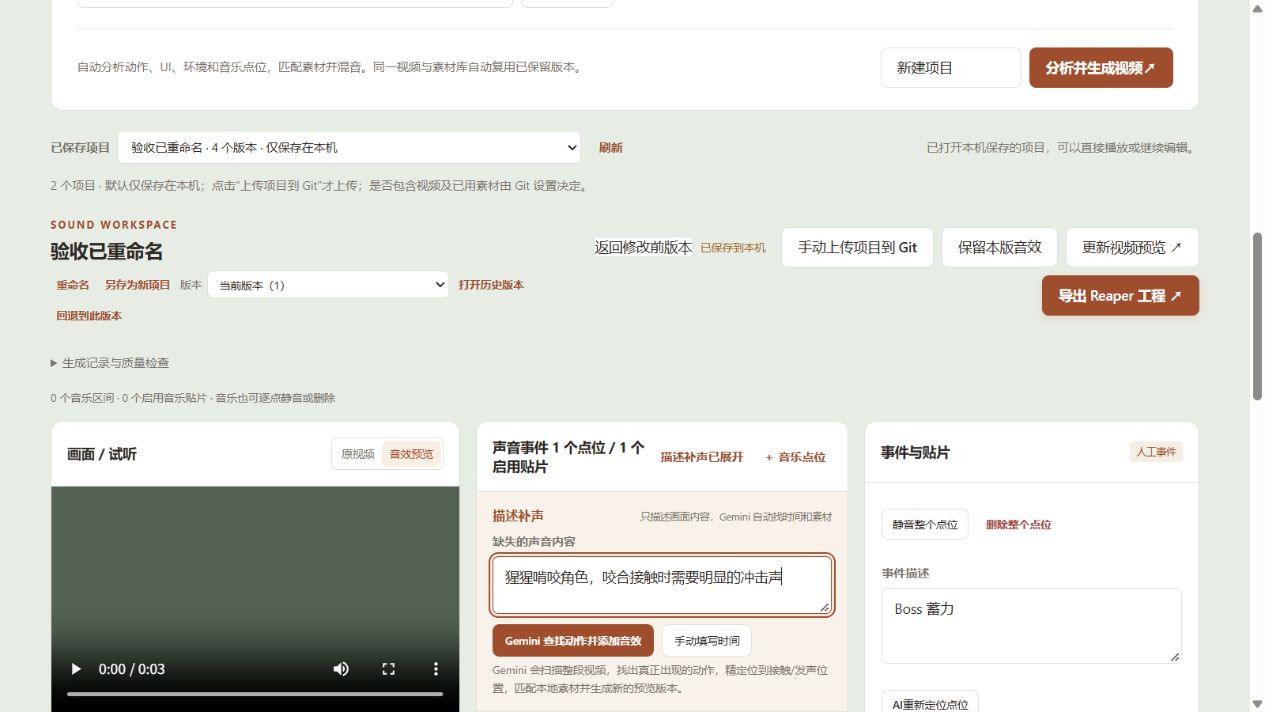 自动分析动作、UI、环境和音乐点位，匹配素材并混音。同一视频与素材库自动复用已保留版本。
新建项目
分析并生成视频↗
已保存项目
验收已重命名 · 4 个版本 · 仅保存在本机
刷新
已打开本机保存的项目，可以直接播放或继续编辑。
2 个项目 · 默认仅保存在本机；点击“上传项目到 Git”才上传；是否包含视频及已用素材由 Git 设置决定。
SOUND WORKSPACE
验收已重命名
返回修改前版本
已保存到本机
手动上传项目到 Git
保留本版音效
更新视频预览 ↗
重命名
另存为新项目
版本
当前版本（1）
打开历史版本
导出 Reaper 工程 ↗
回退到此版本
▶ 生成记录与质量检查
0 个音乐区间 · 0 个启用音乐贴片 · 音乐也可逐点静音或删除
画面 / 试听
原视频
音效预览
声音事件 1 个点位 / 1 个
启用贴片
描述补声已展开
+ 音乐点位
事件与贴片
人工事件
描述补声
只描述画面内容，Gemini 自动找时间和素材
缺失的声音内容
猩猩啃咬角色，咬合接触时需要明显的冲击声
Gemini 查找动作并添加音效
手动填写时间
Gemini 会扫描整段视频，找出真正出现的动作，精定位到接触/发声位
置，匹配本地素材并生成新的预览版本。
静音整个点位
删除整个点位
事件描述
Boss 蓄力
AI重新定位点位
0:00 / 0:03